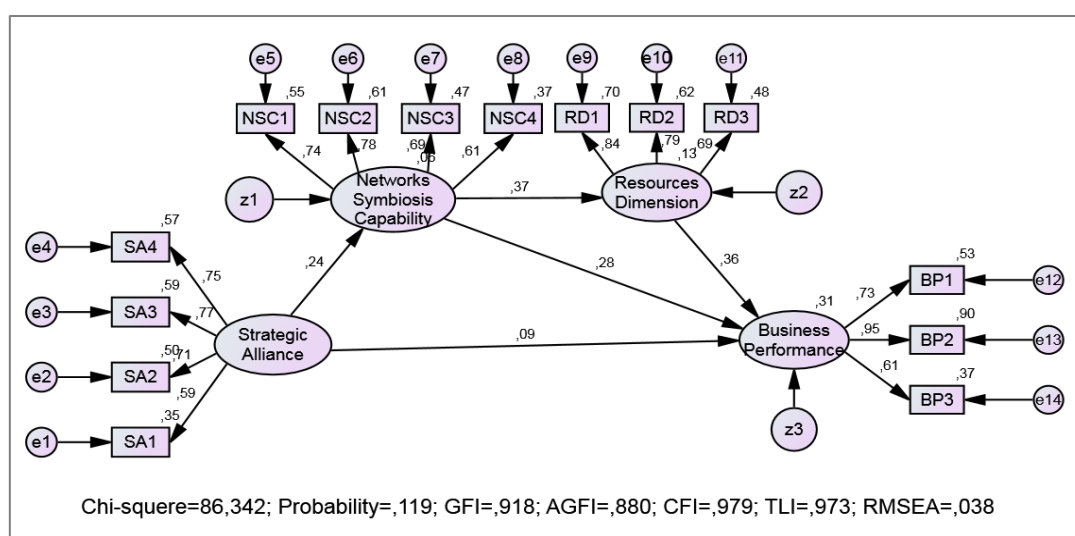 e5
e6
e7
e8
e9
e10
e11
,55
,61
,47
,37
,70
,62
,48
NSC1
NSC2
NSC3
NSC4
RD1
RD2
RD3
,74
,78
,69
,06
,61
,84
,79
,13
,69
z1
Networks
Symbiosis
Capability
,37
Resources
Dimension
z2
e4
SA4
,57
,75
,24
,28
,36
e3
SA3
,59
,77
e2
SA2
,50
,71
e1
SA1
,35
,59
Strategic
Alliance
,09
,31
Business
Performance
z3
,73
,53
BP1
e12
,95
,90
BP2
e13
,61
,37
BP3
e14
Chi-squere=86,342; Probability=,119; GFI=,918; AGFI=,880; CFI=,979; TLI=,973; RMSEA=,038